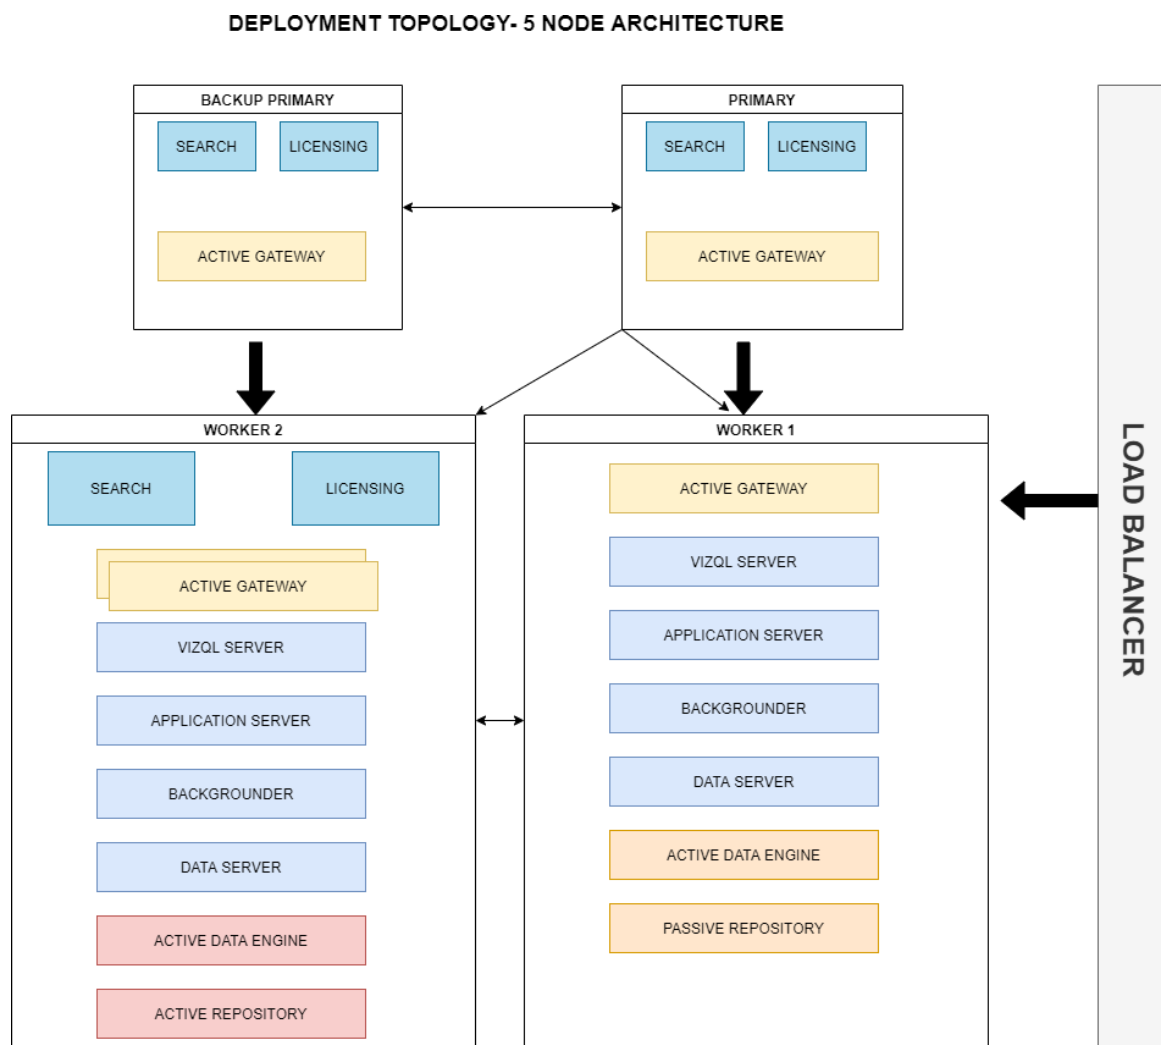 DEPLOYMENT TOPOLOGY- 5 NODE ARCHITECTURE
BACKUP PRIMARY
SEARCH
LICENSING
ACTIVE GATEWAY
PRIMARY
SEARCH
LICENSING
ACTIVE GATEWAY
WORKER 2
SEARCH
LICENSING
ACTIVE GATEWAY
VIZQL SERVER
APPLICATION SERVER
BACKGROUNDER
DATA SERVER
ACTIVE DATA ENGINE
ACTIVE REPOSITORY
WORKER 1
ACTIVE GATEWAY
VIZQL SERVER
APPLICATION SERVER
BACKGROUNDER
DATA SERVER
ACTIVE DATA ENGINE
PASSIVE REPOSITORY
LOAD BALANCER